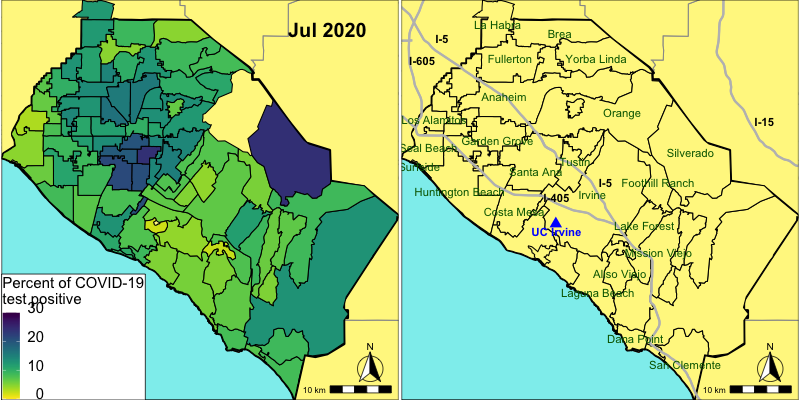 Jul 2020
Percent of COVID-19
test positive
30
20
10
0
N
10 km
La Habra
Brea
I-5
Fullerton
Yorba Linda
I-605
Anaheim
Orange
I-15
Los Alamitos
Garden Grove
Seal Beach
Silverado
Tustin
Sunside
Santa Ana
I-5
Foothill Ranch
Huntington Beach
I-405
Irvine
Costa Mesa
UC Irvine
Lake Forest
Mission Viejo
Aliso Viejo
Laguna Beach
Dana Point
San Clemente
N
10 km